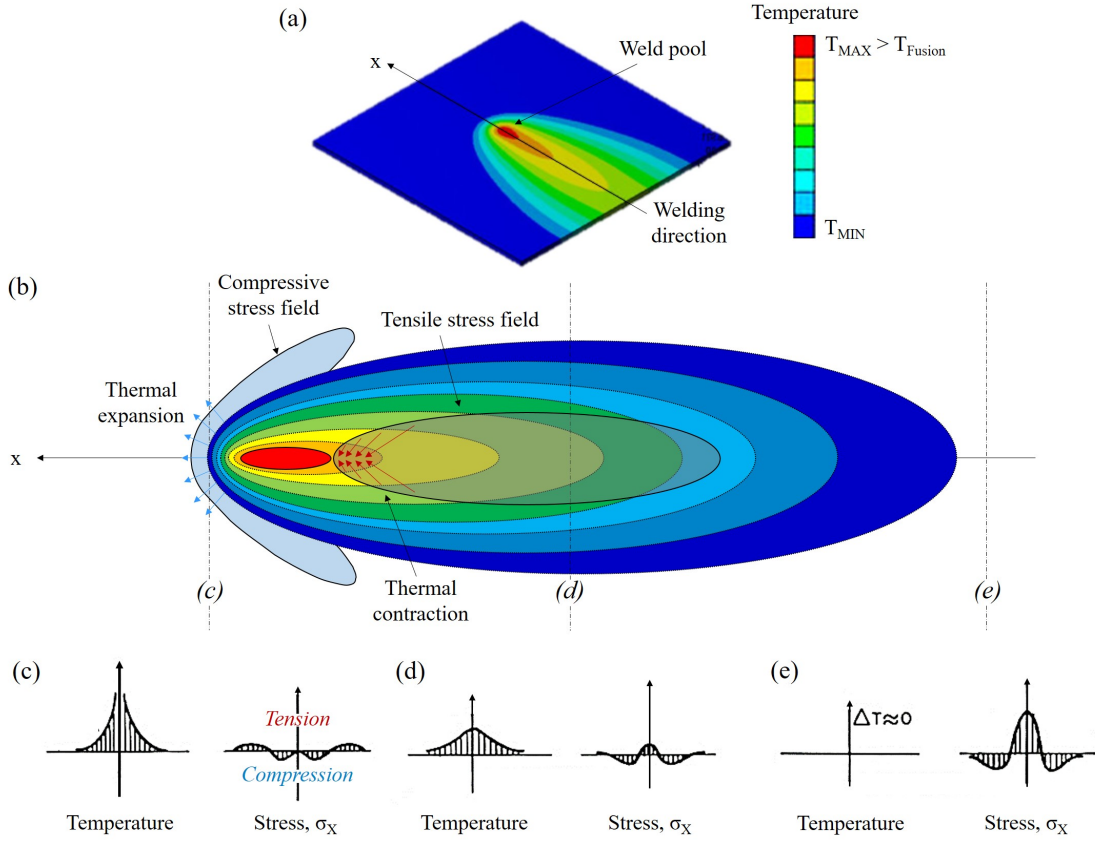 (a)
Temperature
T_MAX > T_Fusion
Weld pool
x
Welding
direction
T_MIN
(b)
Compressive
stress field
Tensile stress field
Thermal
expansion
x
Thermal
contraction
(c)
(d)
(e)
(c)
(d)
(e)
Tension
Compression
ΔT≈0
Temperature
Stress, σ_X
Temperature
Stress, σ_X
Temperature
Stress, σ_X